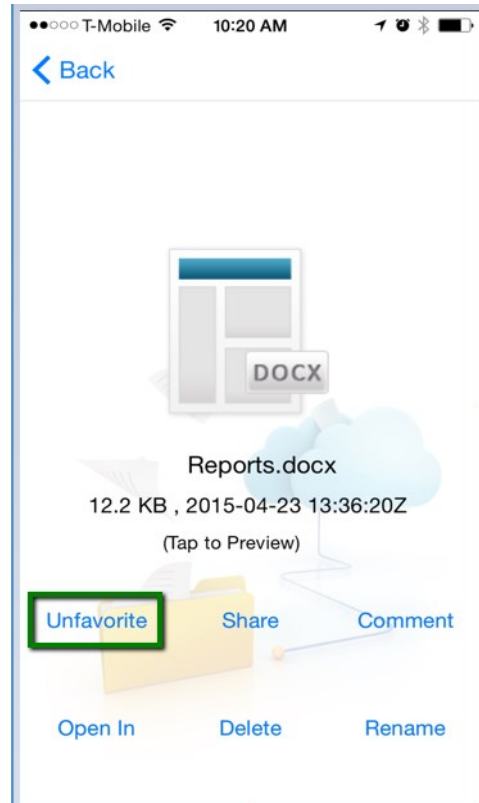 T-Mobile 10:20 AM
Back
DOCX
Reports.docx
12.2 KB , 2015-04-23 13:36:20Z
(Tap to Preview)
Unfavorite Share Comment
Open In Delete Rename